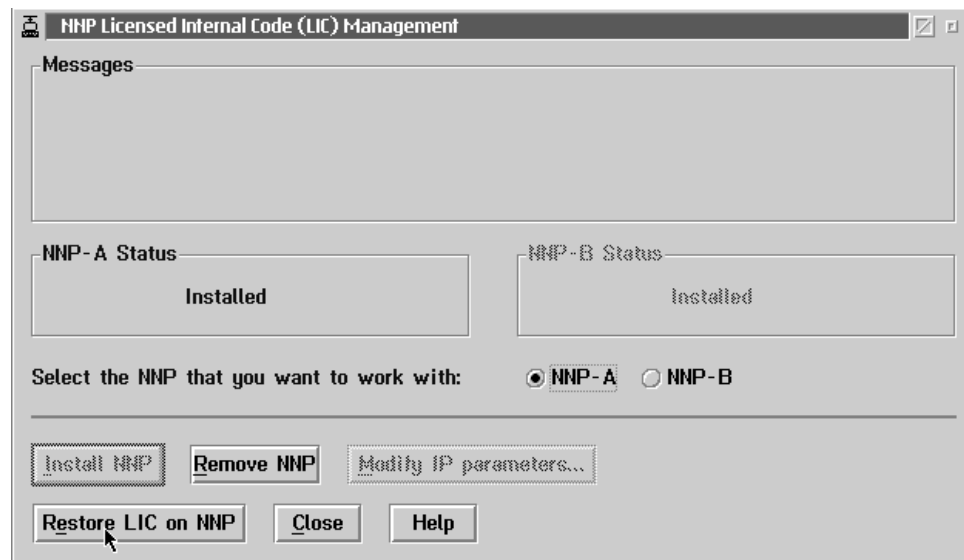 NNP Licensed Internal Code (LIC) Management
Messages
NNP-A Status
NNP-B Status
Installed
Installed
Select the NNP that you want to work with:
NNP-A
NNP-B
Install NNP
Remove NNP
Modify IP parameters...
Restore LIC on NNP
Close
Help